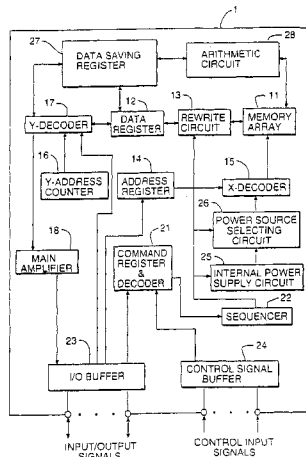 1
27
28
DATA SAVING
REGISTER
ARITHMETIC
CIRCUIT
17
12
13
11
Y-DECODER
DATA
REGISTER
REWRITE
CIRCUIT
MEMORY
ARRAY
16
14
15
Y-ADDRESS
COUNTER
ADDRESS
REGISTER
X-DECODER
26
18
21
POWER SOURCE
SELECTING
CIRCUIT
MAIN
AMPLIFIER
COMMAND
REGISTER
&
DECODER
25
INTERNAL POWER
SUPPLY CIRCUIT
22
SEQUENCER
23
24
I/O BUFFER
CONTROL SIGNAL
BUFFER
INPUT/OUTPUT
SIGNALS
CONTROL INPUT
SIGNALS